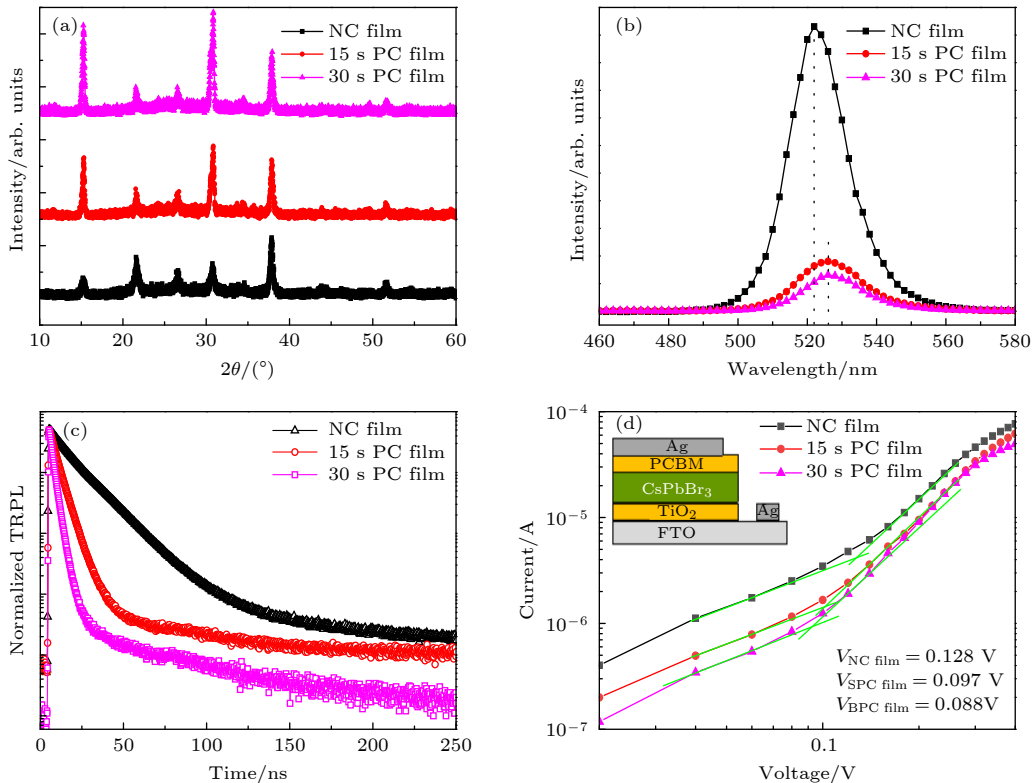 (a)
NC film
15 s PC film
30 s PC film
Intensity/arb. units
10 20 30 40 50 60
2θ/(°)
(b)
NC film
15 s PC film
30 s PC film
Intensity/arb. units
460 480 500 520 540 560 580
Wavelength/nm
(c)
NC film
15 s PC film
30 s PC film
Normalized TRPL
0 50 100 150 200 250
Time/ns
(d)
NC film
15 s PC film
30 s PC film
Ag
PCBM
CsPbBr₃
TiO₂
Ag
FTO
V_NC film = 0.128 V
V_SPC film = 0.097 V
V_BPC film = 0.088V
10⁻⁴
10⁻⁵
10⁻⁶
10⁻⁷
Current/A
0.1
Voltage/V